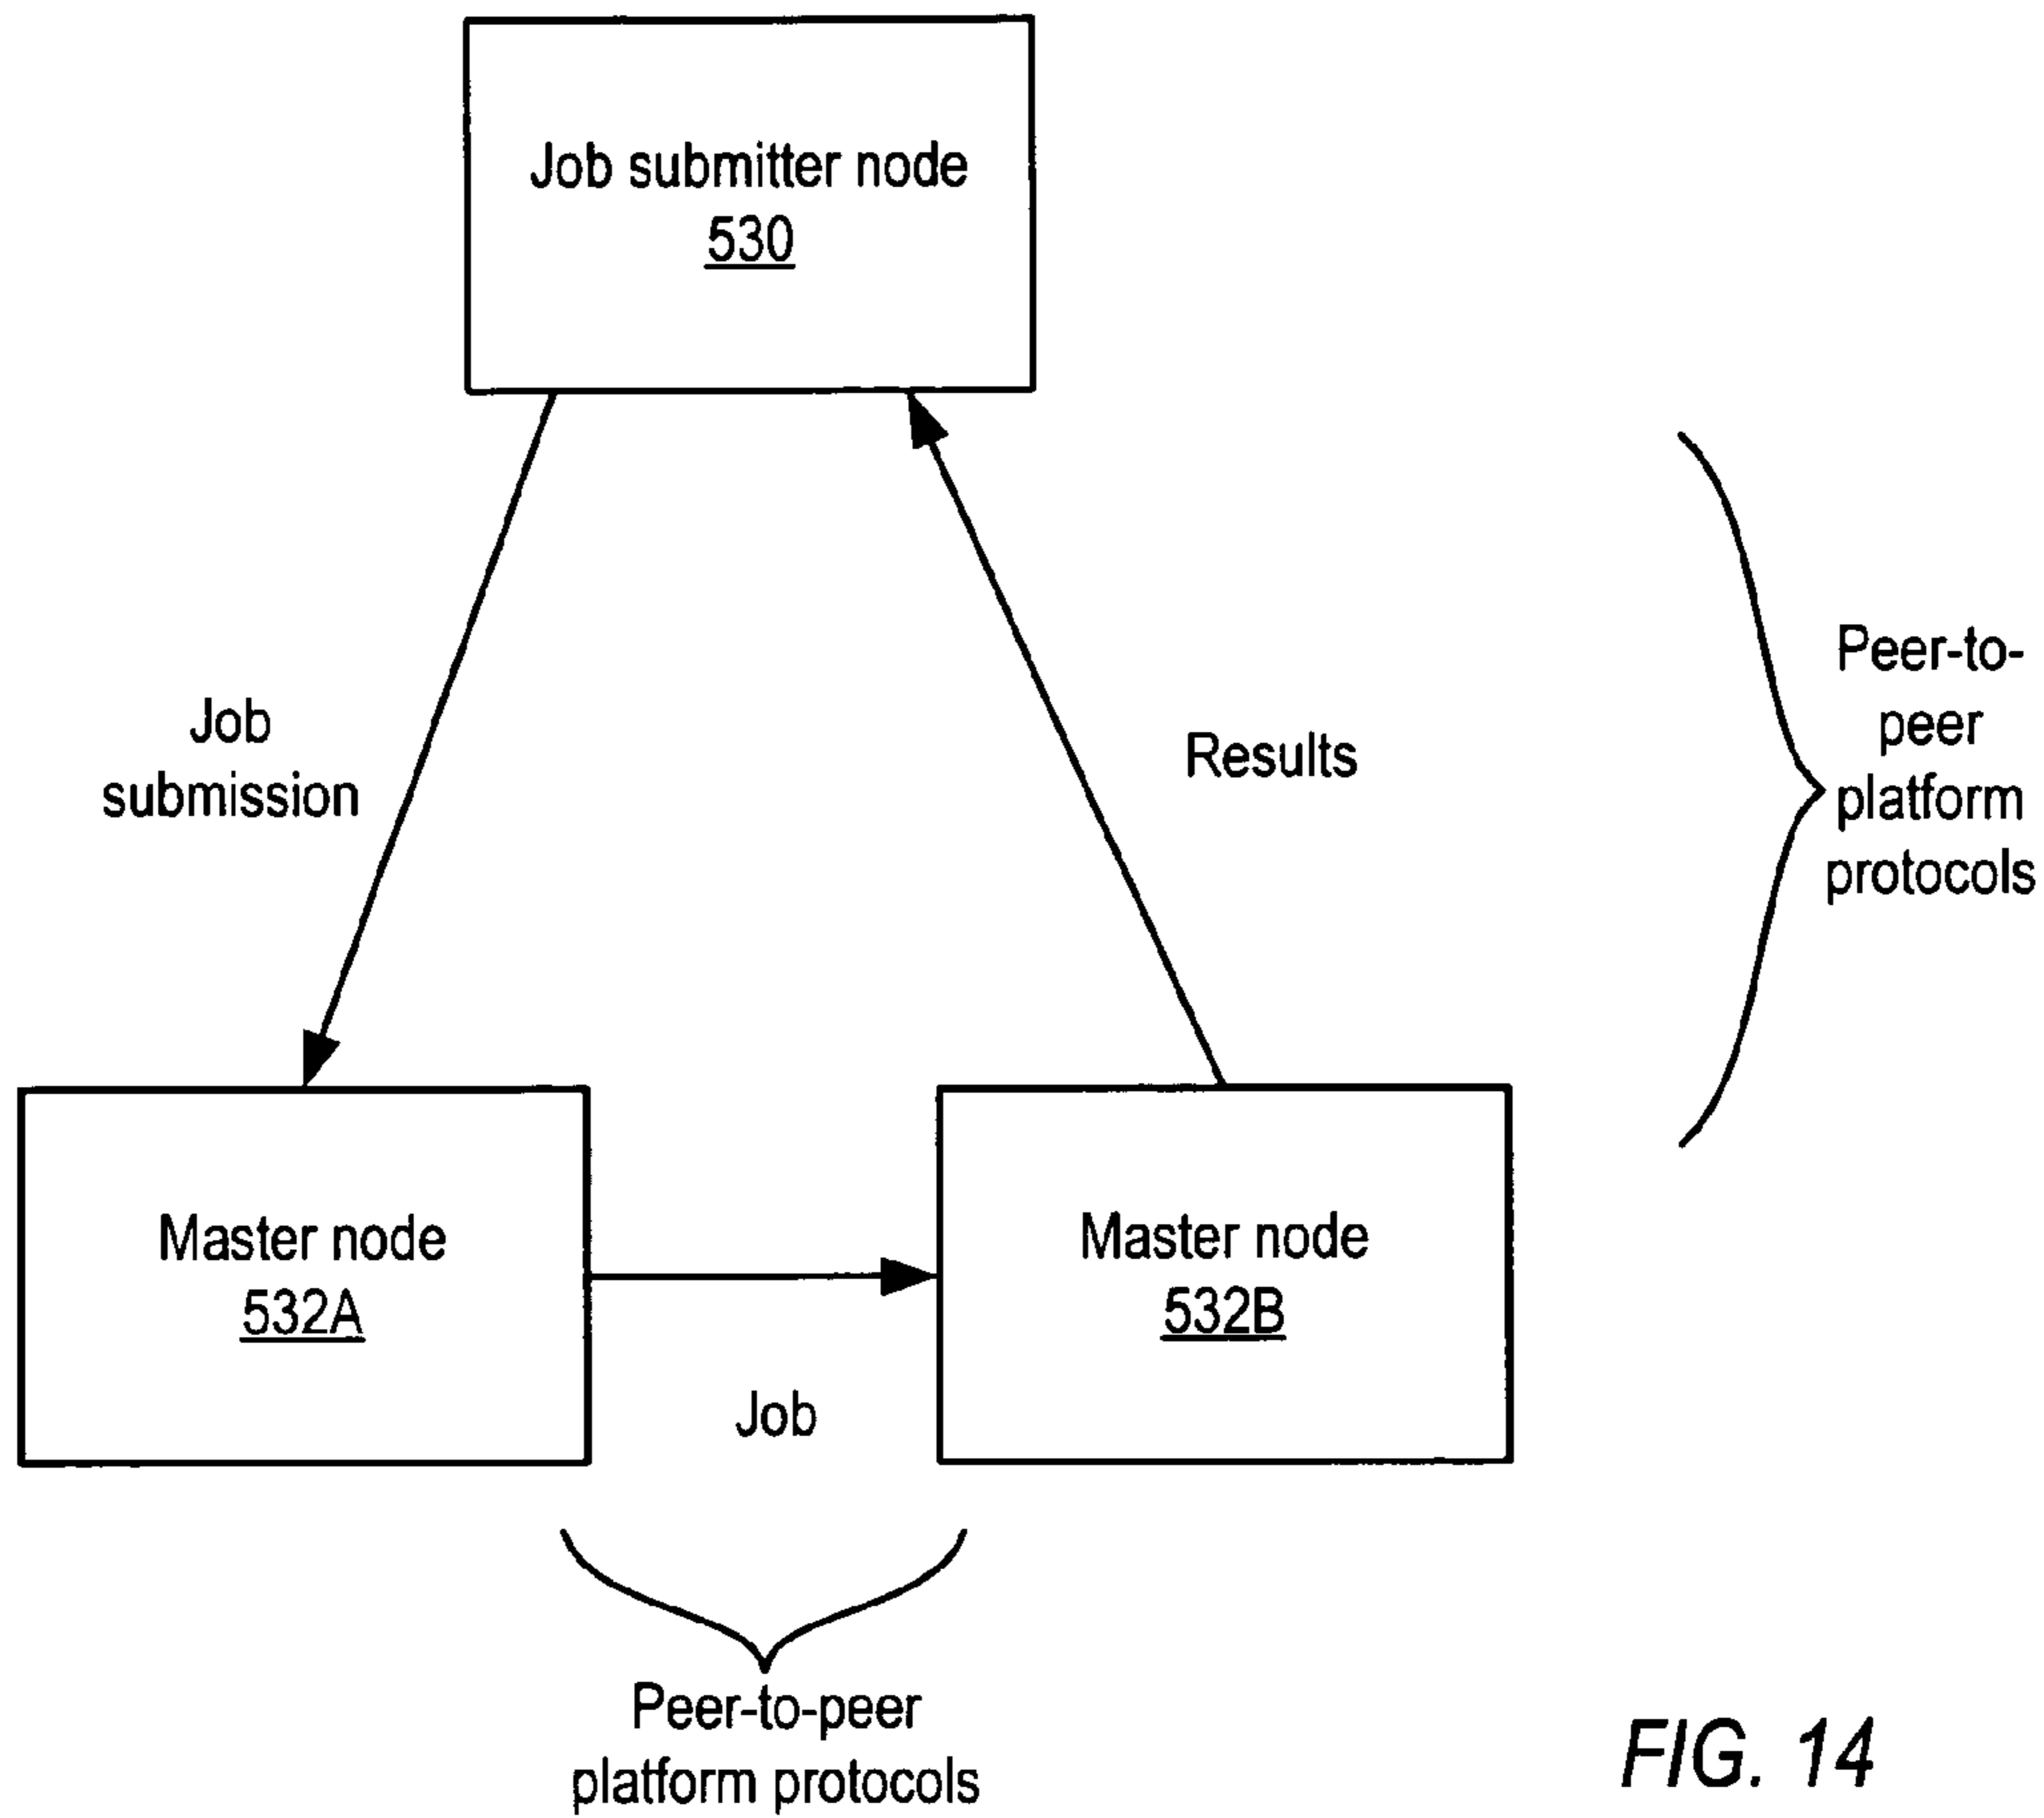 Job submitter node
530
Job
submission
Results
Peer-to-
peer
platform
protocols
Master node
532A
Master node
532B
Job
Peer-to-peer
platform protocols
FIG. 14